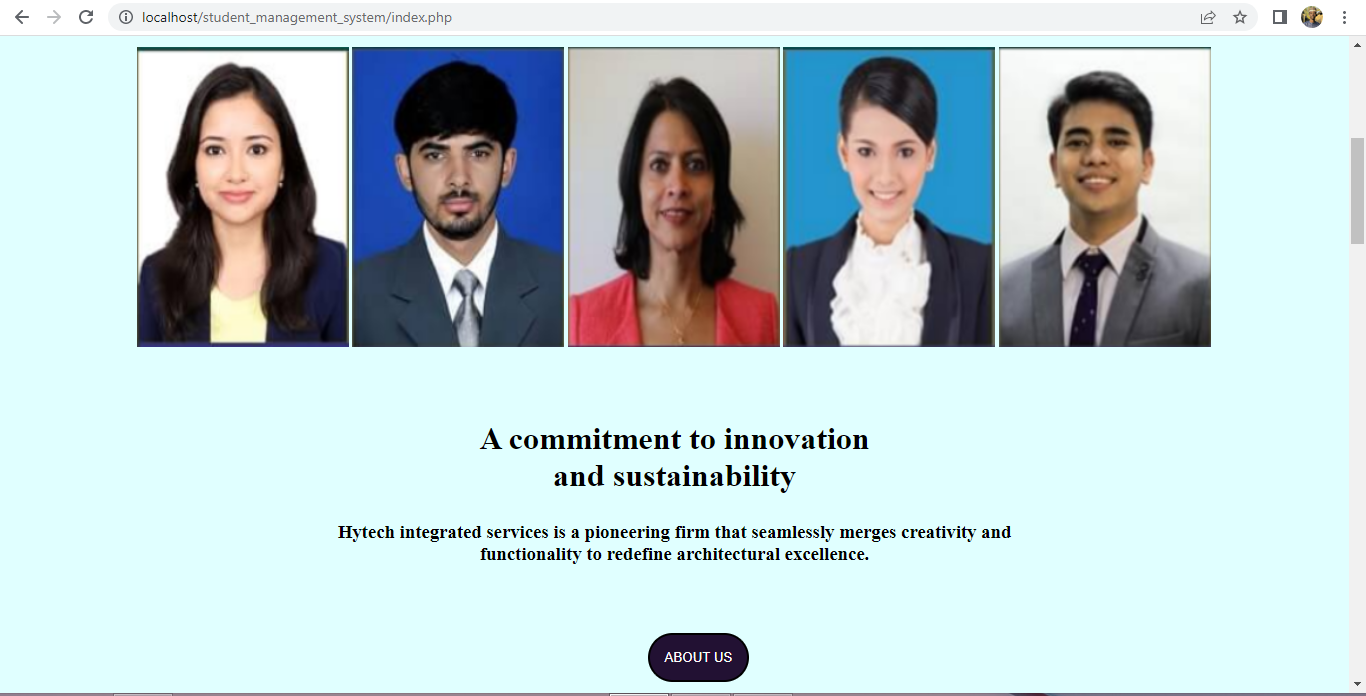 localhost/student_management_system/index.php
A commitment to innovation
and sustainability
Hytech integrated services is a pioneering firm that seamlessly merges creativity and
functionality to redefine architectural excellence.
ABOUT US